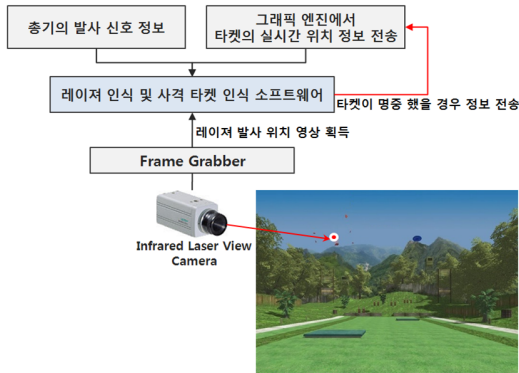 총기의 발사 신호 정보
그래픽 엔진에서
타켓의 실시간 위치 정보 전송
레이져 인식 및 사격 타켓 인식 소프트웨어
타켓이 명중 했을 경우 정보 전송
레이져 발사 위치 영상 획득
Frame Grabber
Infrared Laser View
Camera